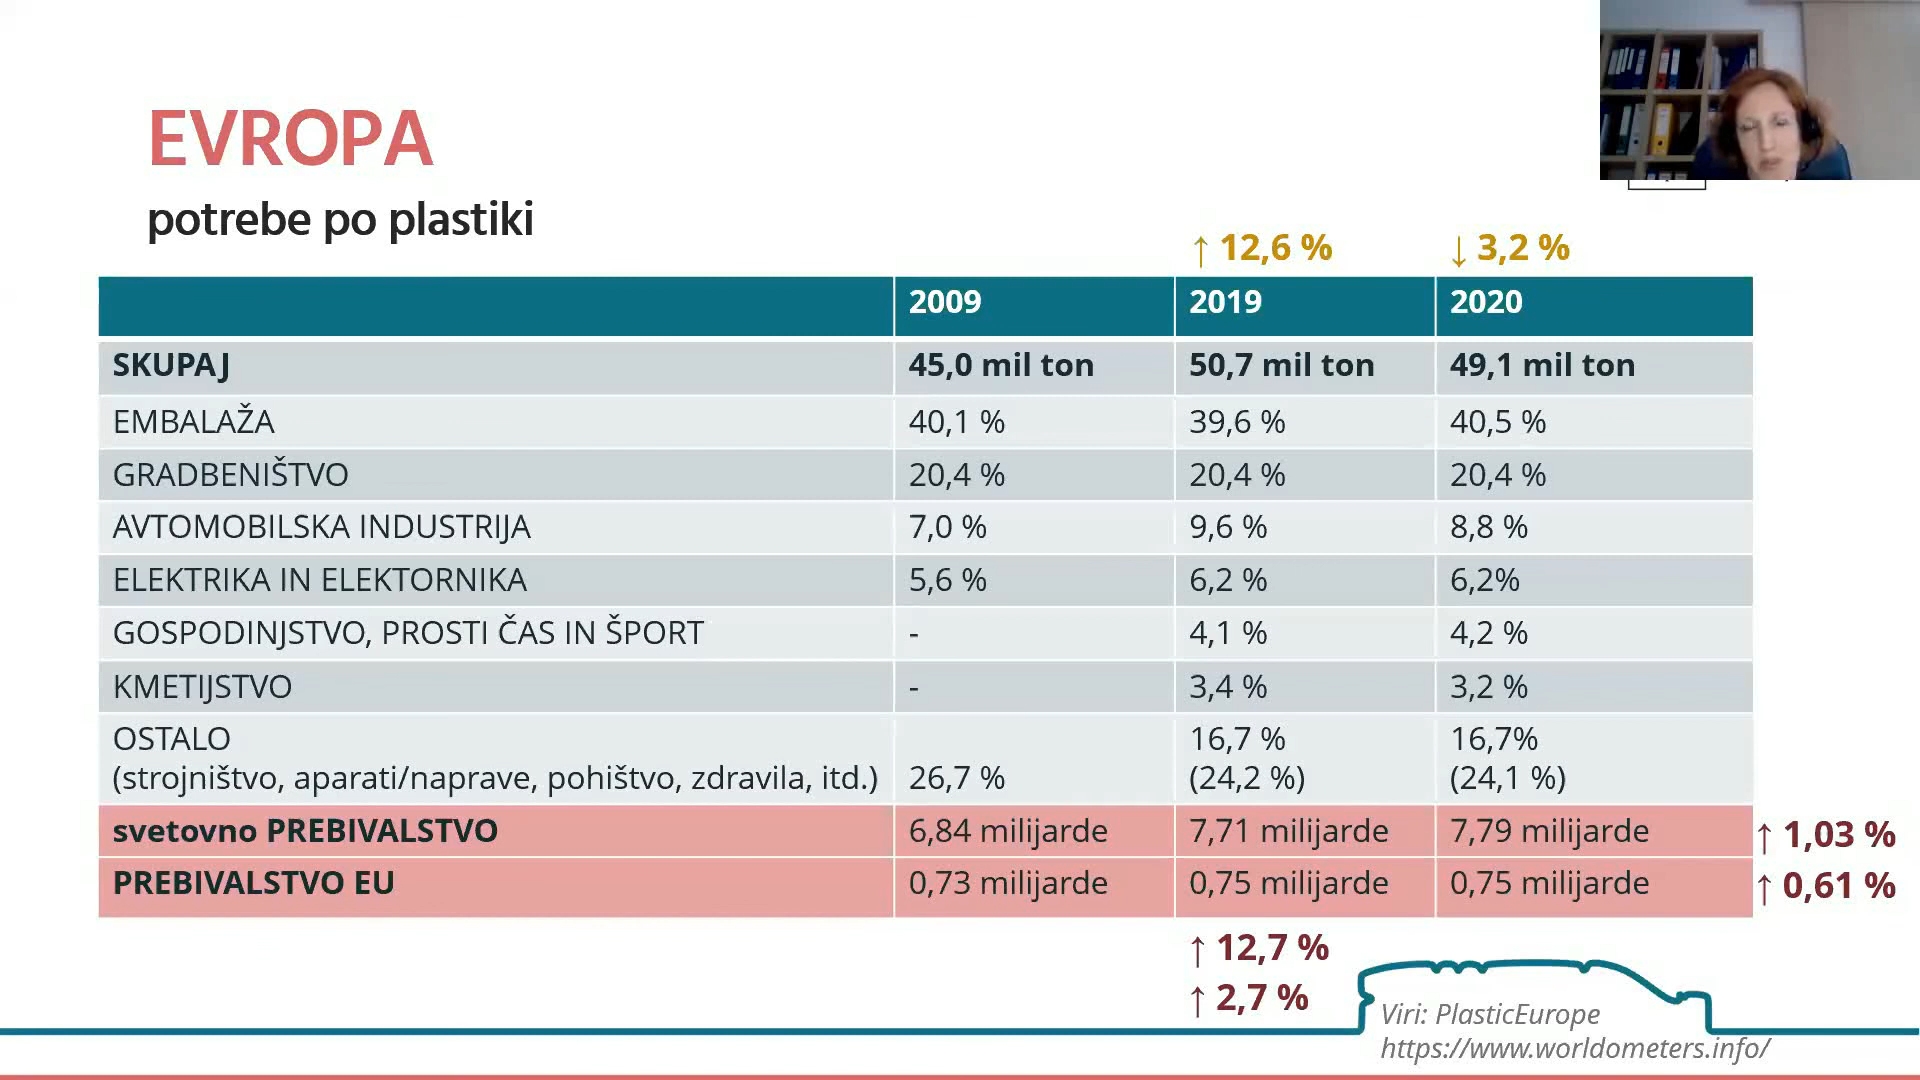 EVROPA
potrebe po plastiki
↑ 12,6 % ↓ 3,2 %
2009 2019 2020
SKUPAJ 45,0 mil ton 50,7 mil ton 49,1 mil ton
EMBALAŽA 40,1 % 39,6 % 40,5 %
GRADBENIŠTVO 20,4 % 20,4 % 20,4 %
AVTOMOBILSKA INDUSTRIJA 7,0 % 9,6 % 8,8 %
ELEKTRIKA IN ELEKTORNIKA 5,6 % 6,2 % 6,2%
GOSPODINJSTVO, PROSTI ČAS IN ŠPORT - 4,1 % 4,2 %
KMETIJSTVO - 3,4 % 3,2 %
OSTALO 16,7 % 16,7%
(strojništvo, aparati/naprave, pohištvo, zdravila, itd.) 26,7 % (24,2 %) (24,1 %)
svetovno PREBIVALSTVO 6,84 milijarde 7,71 milijarde 7,79 milijarde ↑ 1,03 %
PREBIVALSTVO EU 0,73 milijarde 0,75 milijarde 0,75 milijarde ↑ 0,61 %
↑ 12,7 %
↑ 2,7 %
Viri: PlasticEurope
https://www.worldometers.info/